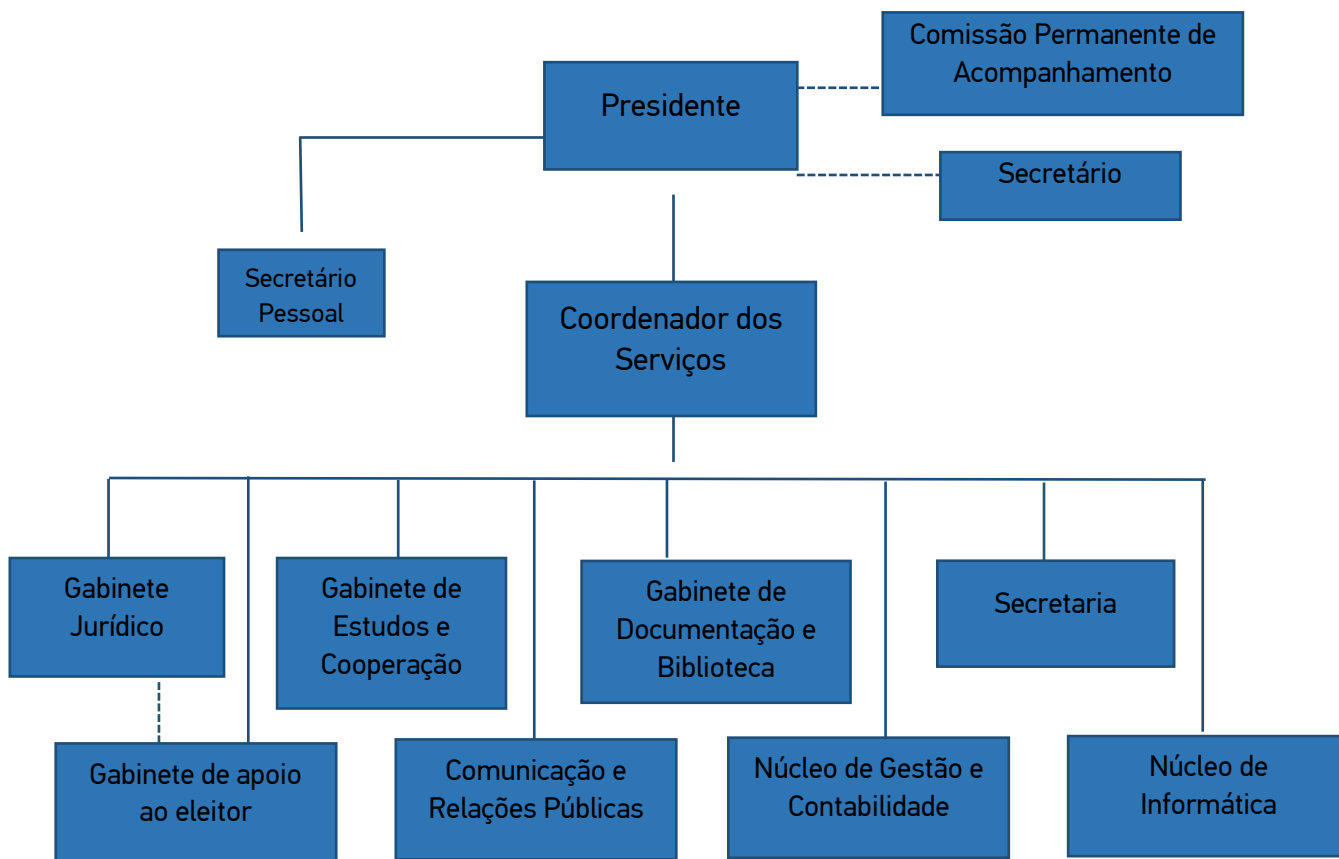 Comissão Permanente de
Acompanhamento
Presidente
Secretário
Secretário
Pessoal
Coordenador dos
Serviços
Gabinete
Jurídico
Gabinete de
Estudos e
Cooperação
Gabinete de
Documentação e
Biblioteca
Secretaria
Gabinete de apoio
ao eleitor
Comunicação e
Relações Públicas
Núcleo de Gestão e
Contabilidade
Núcleo de
Informática